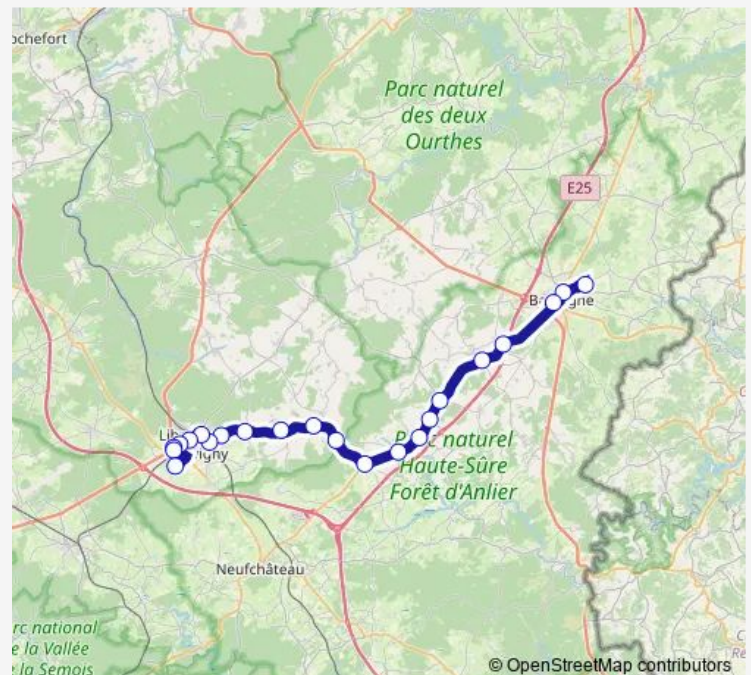 ochefort
Parc naturel
des deux
Ourthes
E25
Neufchâteau
Haute-Sûre
Forêt d'Anlier
naturel
rc national
e la Vallée
e la Semois
© OpenStreetMap contributors